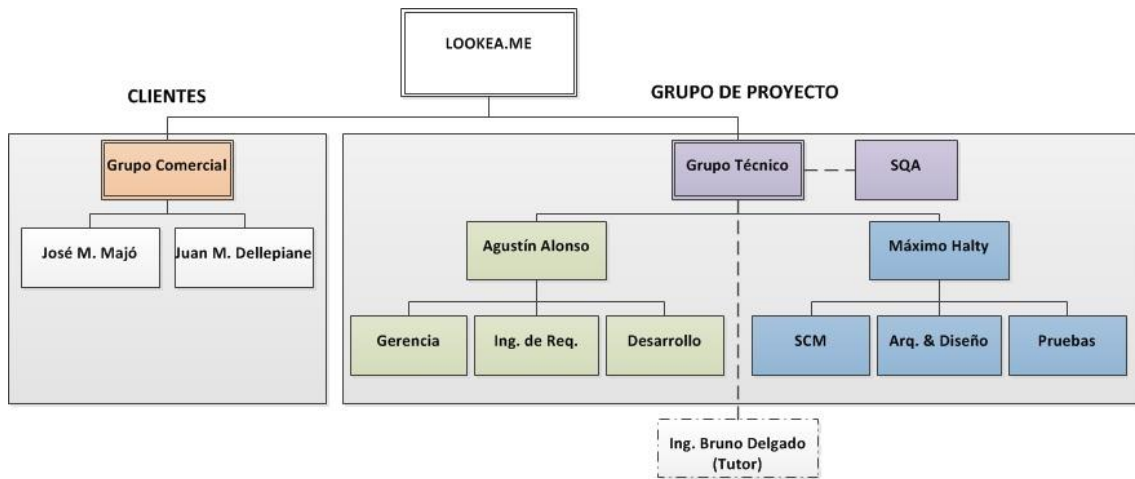 LOOKEA.ME
CLIENTES
GRUPO DE PROYECTO
Grupo Comercial
Grupo Técnico
SQA
José M. Majó
Juan M. Dellepiane
Agustín Alonso
Máximo Halty
Gerencia
Ing. de Req.
Desarrollo
SCM
Arq. & Diseño
Pruebas
Ing. Bruno Delgado
(Tutor)